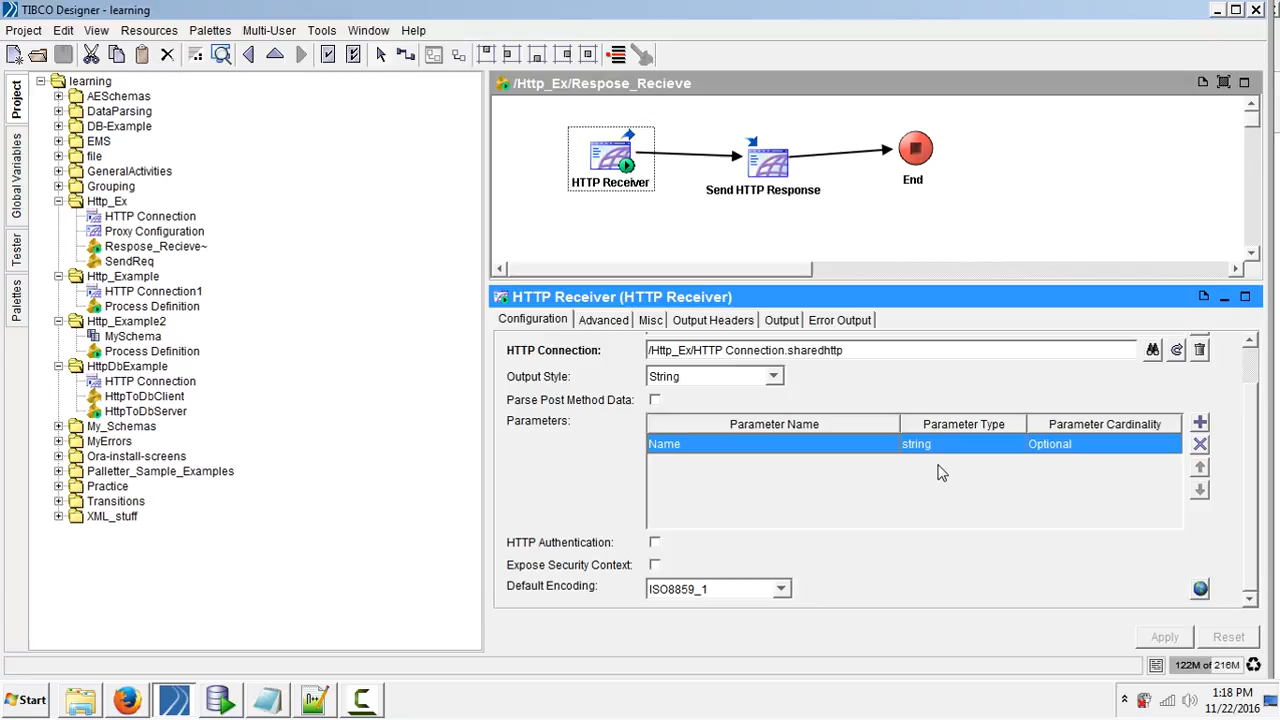 TIBCO Designer - learning
Project Edit View Resources Palettes Multi-User Tools Window Help
Project
Global Variables
Tester
Palettes
learning
AESchemas
DataParsing
DB-Example
EMS
file
GeneralActivities
Grouping
Http_Ex
HTTP Connection
Proxy Configuration
Respose_Recieve~
SendReq
Http_Example
HTTP Connection1
Process Definition
Http_Example2
MySchema
Process Definition
HttpDbExample
HTTP Connection
HttpToDbClient
HttpToDbServer
My_Schemas
MyErrors
Ora-install-screens
Palletter_Sample_Examples
Practice
Transitions
XML_stuff
/Http_Ex/Respose_Recieve
HTTP Receiver
Send HTTP Response
End
HTTP Receiver (HTTP Receiver)
Configuration Advanced Misc Output Headers Output Error Output
HTTP Connection: /Http_Ex/HTTP Connection.sharedhttp
Output Style: String
Parse Post Method Data:
Parameters: Parameter Name Parameter Type Parameter Cardinality
Name string Optional
HTTP Authentication:
Expose Security Context:
Default Encoding: ISO8859_1
Apply Reset
122M of 216M
Start
1:18 PM
11/22/2016